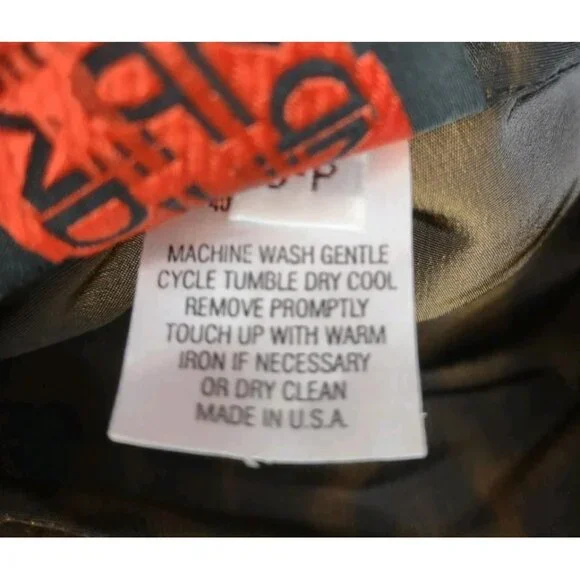 MACHINE WASH GENTLE
CYCLE TUMBLE DRY COOL
REMOVE PROMPTLY
TOUCH UP WITH WARM
IRON IF NECESSARY
OR DRY CLEAN
MADE IN U.S.A.